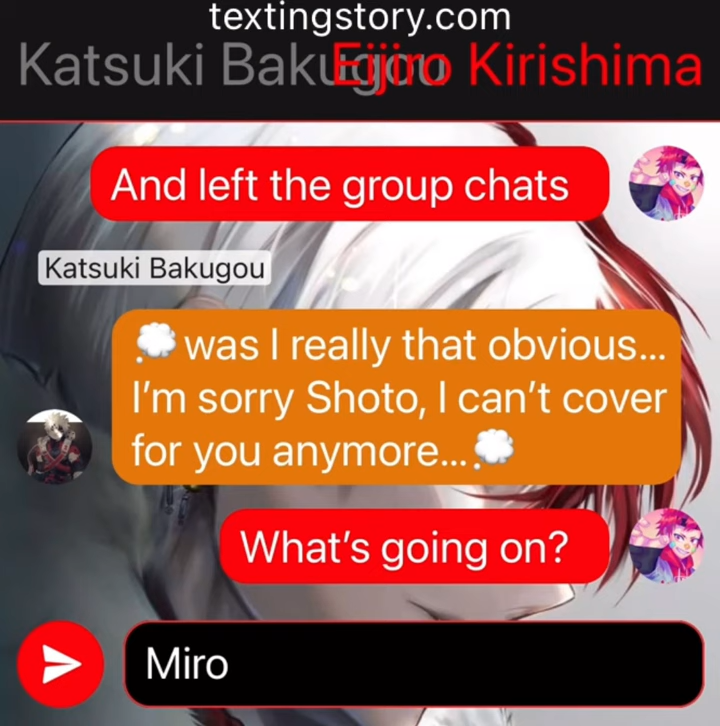 textingstory.com
Katsuki Bakugou Eijiro Kirishima
And left the group chats
Katsuki Bakugou
💭 was I really that obvious...
I'm sorry Shoto, I can't cover
for you anymore...💭
What's going on?
Miro